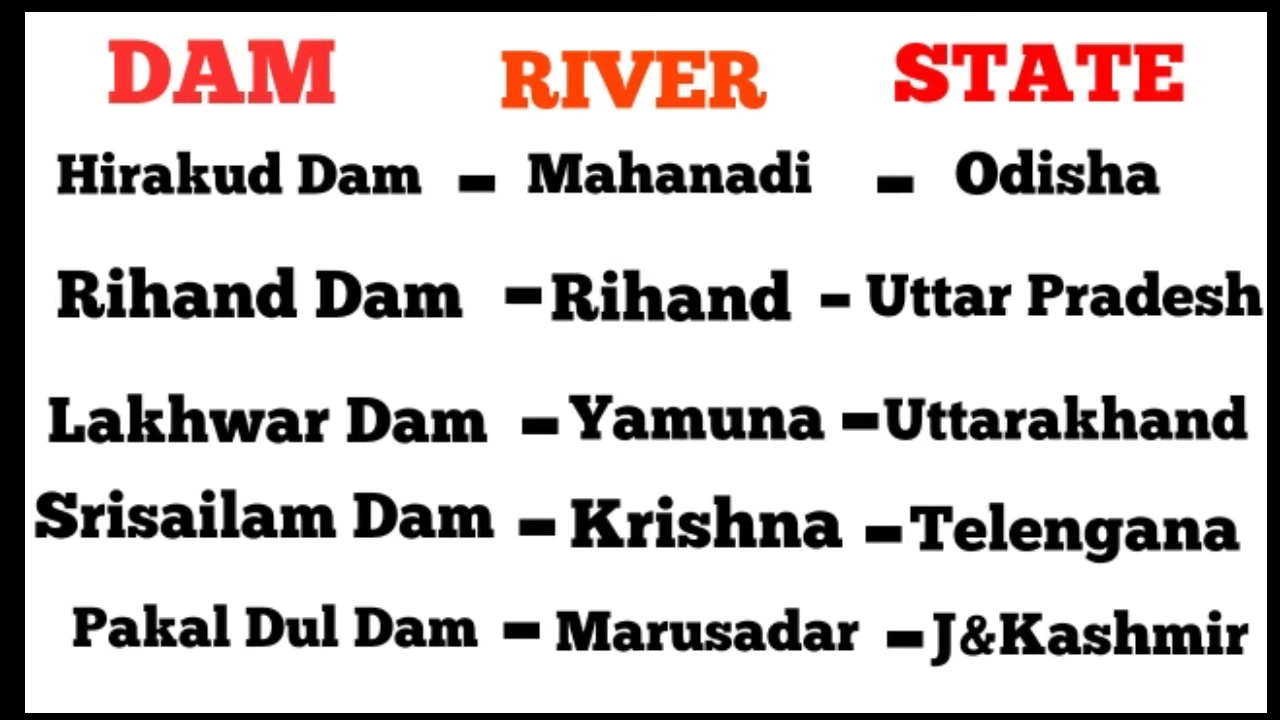 DAM RIVER STATE
Hirakud Dam - Mahanadi - Odisha
Rihand Dam - Rihand - Uttar Pradesh
Lakhwar Dam - Yamuna - Uttarakhand
Srisailam Dam - Krishna - Telengana
Pakal Dul Dam - Marusadar - J&Kashmir